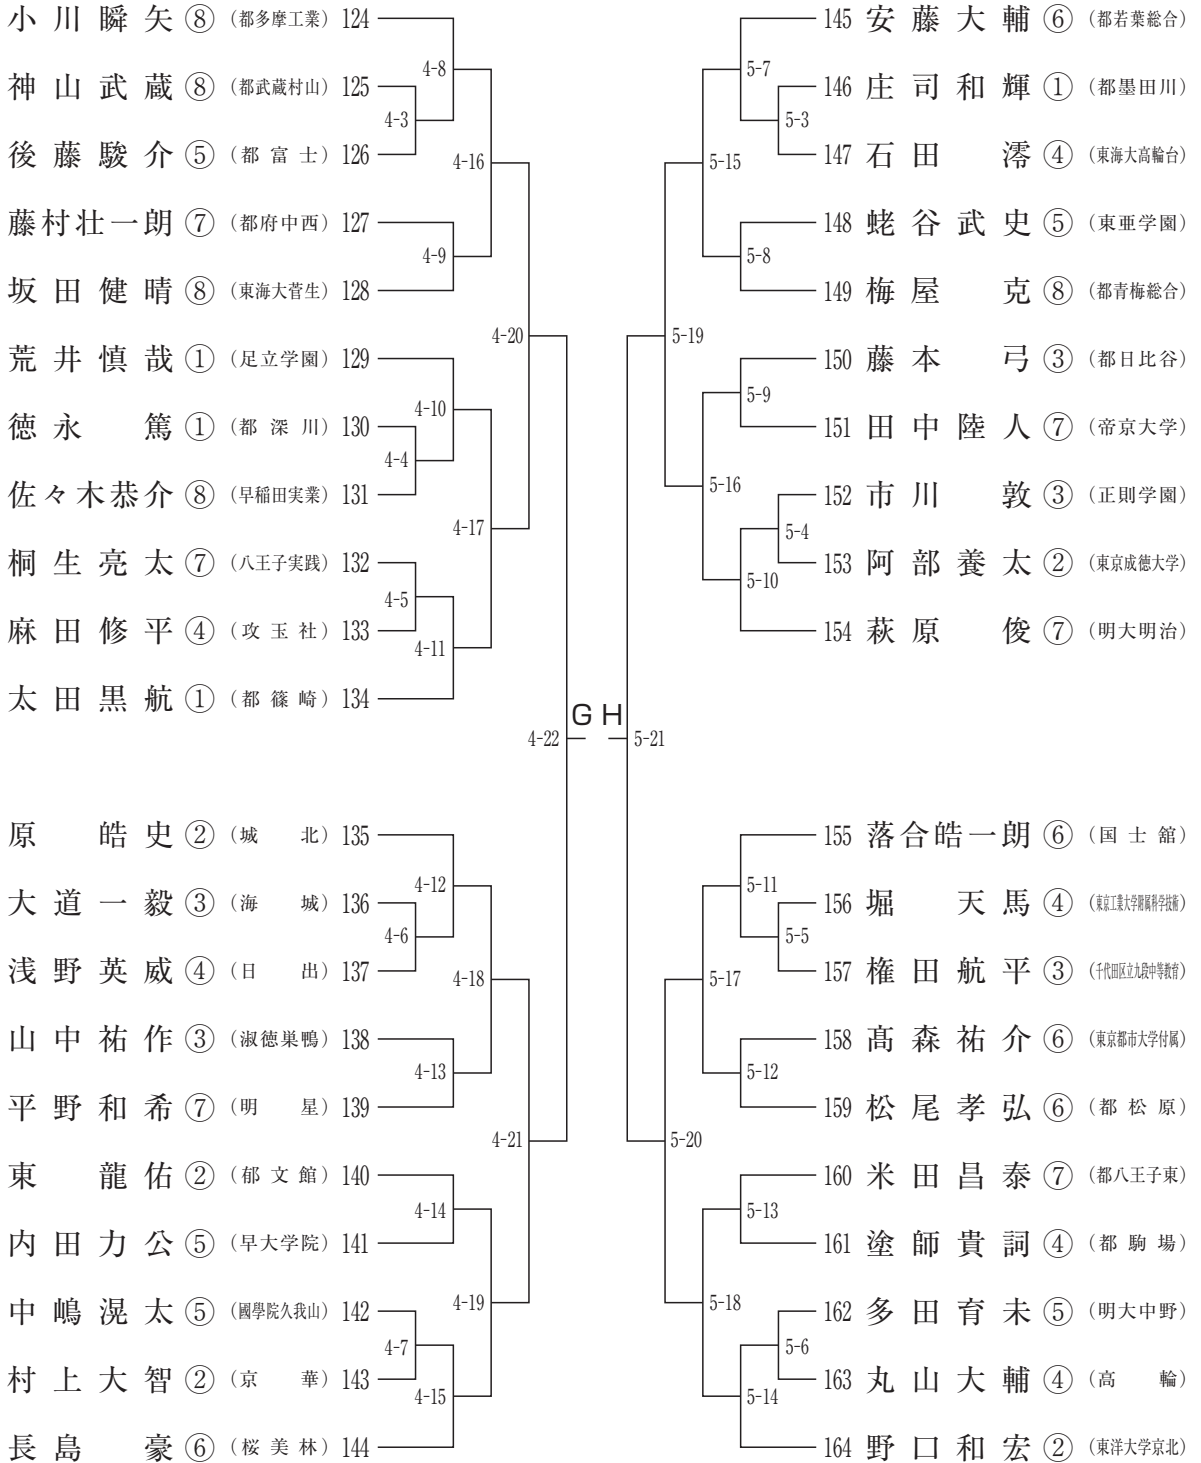 小川瞬矢⑧（都多摩工業）124
神山武蔵⑧（都武蔵村山）125
後藤駿介⑤（都富士）126
藤村壮一朗⑦（都府中西）127
坂田健晴⑧（東海大菅生）128
荒井慎哉①（足立学園）129
徳永篤①（都深川）130
佐々木恭介⑧（早稲田実業）131
桐生亮太⑦（八王子実践）132
麻田修平④（攻玉社）133
太田黒航①（都篠崎）134
原皓史②（城北）135
大道一毅③（海城）136
浅野英威④（日出）137
山中祐作③（淑徳巣鴨）138
平野和希⑦（明星）139
東龍佑②（郁文館）140
内田力公⑤（早大学院）141
中嶋滉太⑤（國學院久我山）142
村上大智②（京華）143
長島豪⑥（桜美林）144
4-8
4-3
4-16
4-9
4-20
4-10
4-4
4-17
4-5
4-11
4-22
G
4-12
4-6
4-18
4-13
4-21
4-14
4-19
4-7
4-15
H
5-7
5-3
5-15
5-8
5-19
5-9
5-16
5-4
5-10
5-21
5-11
5-5
5-17
5-12
5-20
5-13
5-18
5-6
5-14
145 安藤大輔⑥（都若葉総合）
146 庄司和輝①（都墨田川）
147 石田澪④（東海大高輪台）
148 蛯谷武史⑤（東亜学園）
149 梅屋克⑧（都青梅総合）
150 藤本弓③（都日比谷）
151 田中陸人⑦（帝京大学）
152 市川敦③（正則学園）
153 阿部養太②（東京成徳大学）
154 萩原俊⑦（明大明治）
155 落合皓一朗⑥（国士舘）
156 堀天馬④（東京工業大学附属科学技術）
157 権田航平③（千代田区立九段中等教育）
158 髙森祐介⑥（東京都市大学付属）
159 松尾孝弘⑥（都松原）
160 米田昌泰⑦（都八王子東）
161 塗師貴詞④（都駒場）
162 多田育未⑤（明大中野）
163 丸山大輔④（高輪）
164 野口和宏②（東洋大学京北）